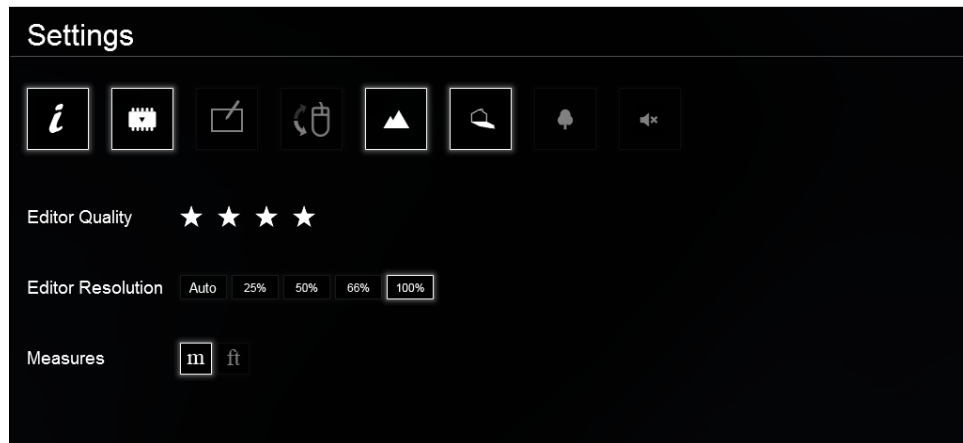 Settings
i
Editor Quality
Editor Resolution Auto 25% 50% 66% 100%
Measures m ft